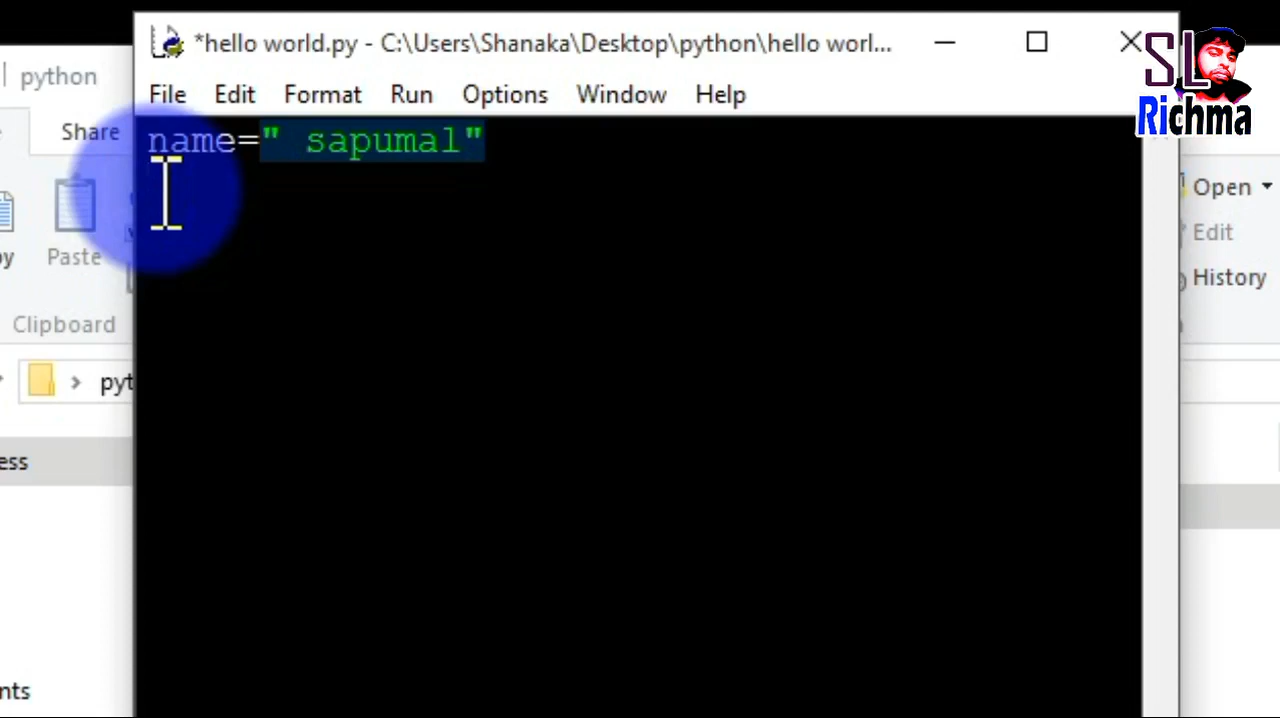 *hello world.py - C:\Users\Shanaka\Desktop\python\hello worl...
SL
Richma
python
File Edit Format Run Options Window Help
Share
name=" sapumal"
Open
Paste
Edit
History
Clipboard